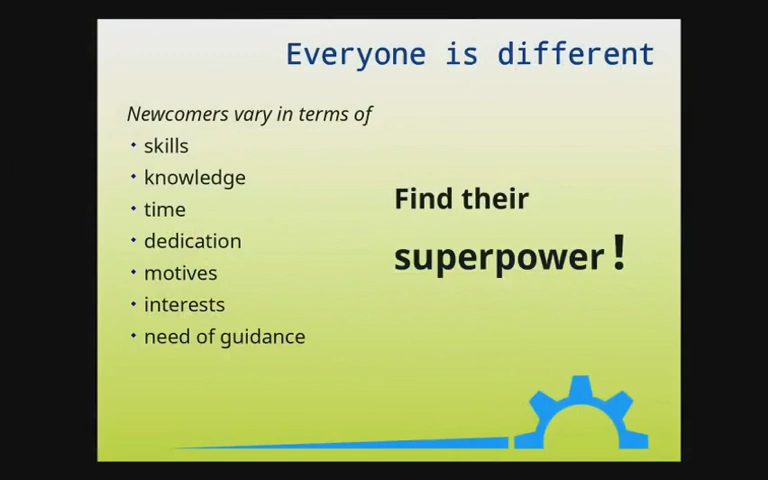 Everyone is different
Newcomers vary in terms of
skills
knowledge
time
dedication
motives
interests
need of guidance
Find their
superpower!